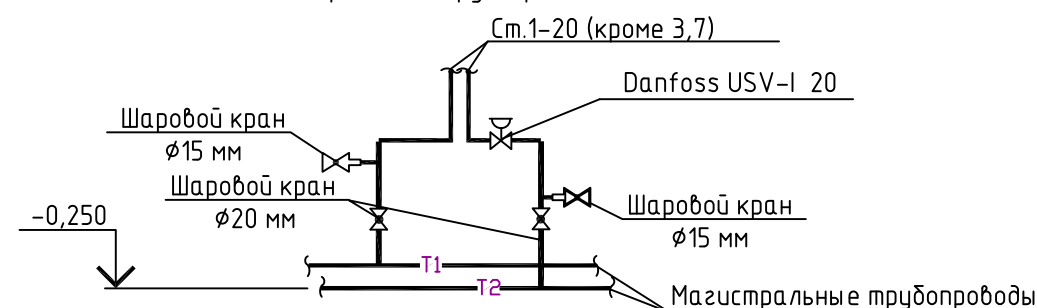 Ст.1-20 (кроме 3,7)
Danfoss USV-I 20
Шаровой кран
Ø15 мм
Шаровой кран
Ø20 мм
-0,250
Шаровой кран
Ø15 мм
Т1
Т2
Магистральные трубопроводы